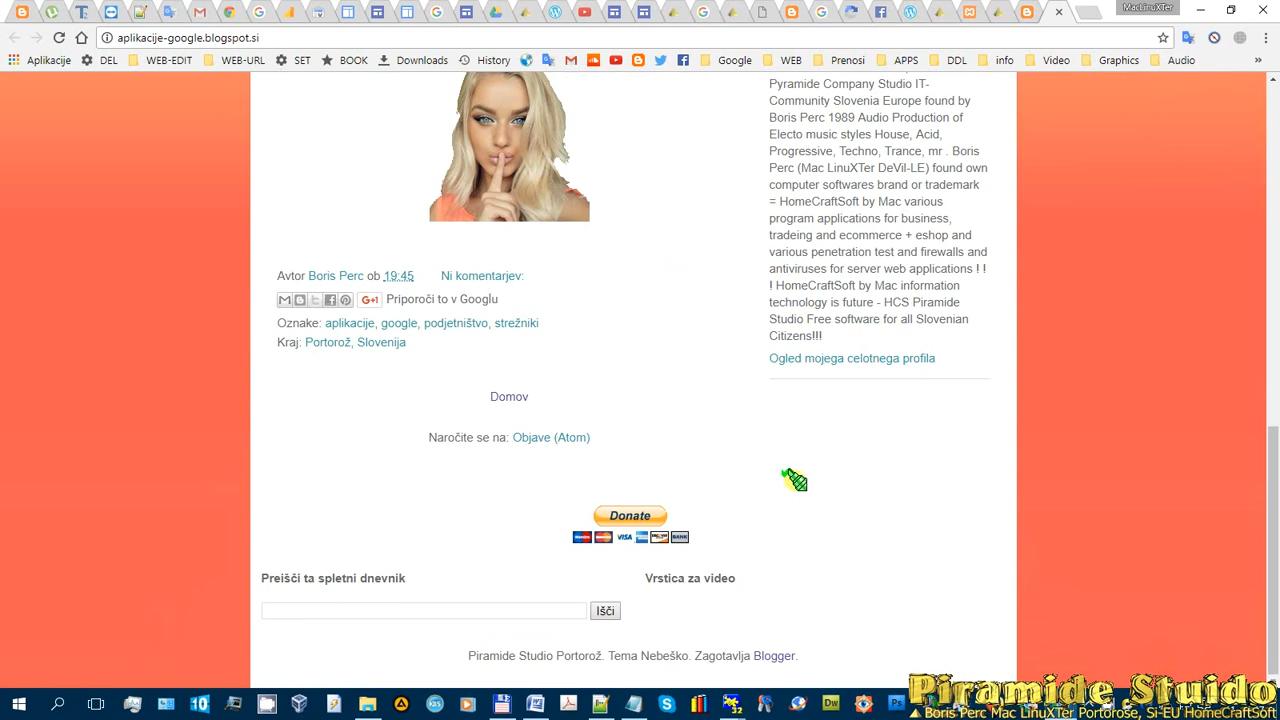 MacLinuXTer
aplikacije-google.blogspot.si
Aplikacije DEL WEB-EDIT WEB-URL SET BOOK Downloads History Google WEB Prenosi APPS DDL info Video Graphics Audio »
Pyramide Company Studio IT-
Community Slovenia Europe found by
Boris Perc 1989 Audio Production of
Electo music styles House, Acid,
Progressive, Techno, Trance, mr . Boris
Perc (Mac LinuXTer DeVil-LE) found own
computer softwares brand or trademark
= HomeCraftSoft by Mac various
program applications for business,
tradeing and ecommerce + eshop and
various penetration test and firewalls and
antiviruses for server web applications ! !
! HomeCraftSoft by Mac information
technology is future - HCS Piramide
Studio Free software for all Slovenian
Citizens!!!
Ogled mojega celotnega profila
Avtor Boris Perc ob 19:45 Ni komentarjev:
G+1 Priporoči to v Googlu
Oznake: aplikacije, google, podjetništvo, strežniki
Kraj: Portorož, Slovenija
Domov
Naročite se na: Objave (Atom)
Donate
VISA BANK
Preišči ta spletni dnevnik
Vrstica za video
Išči
Piramide Studio Portorož. Tema Nebeško. Zagotavlja Blogger.
Piramide Stuido
▲ Boris Perc Mac LinuXTer Portorose, Si-EU HomeCraftSoft